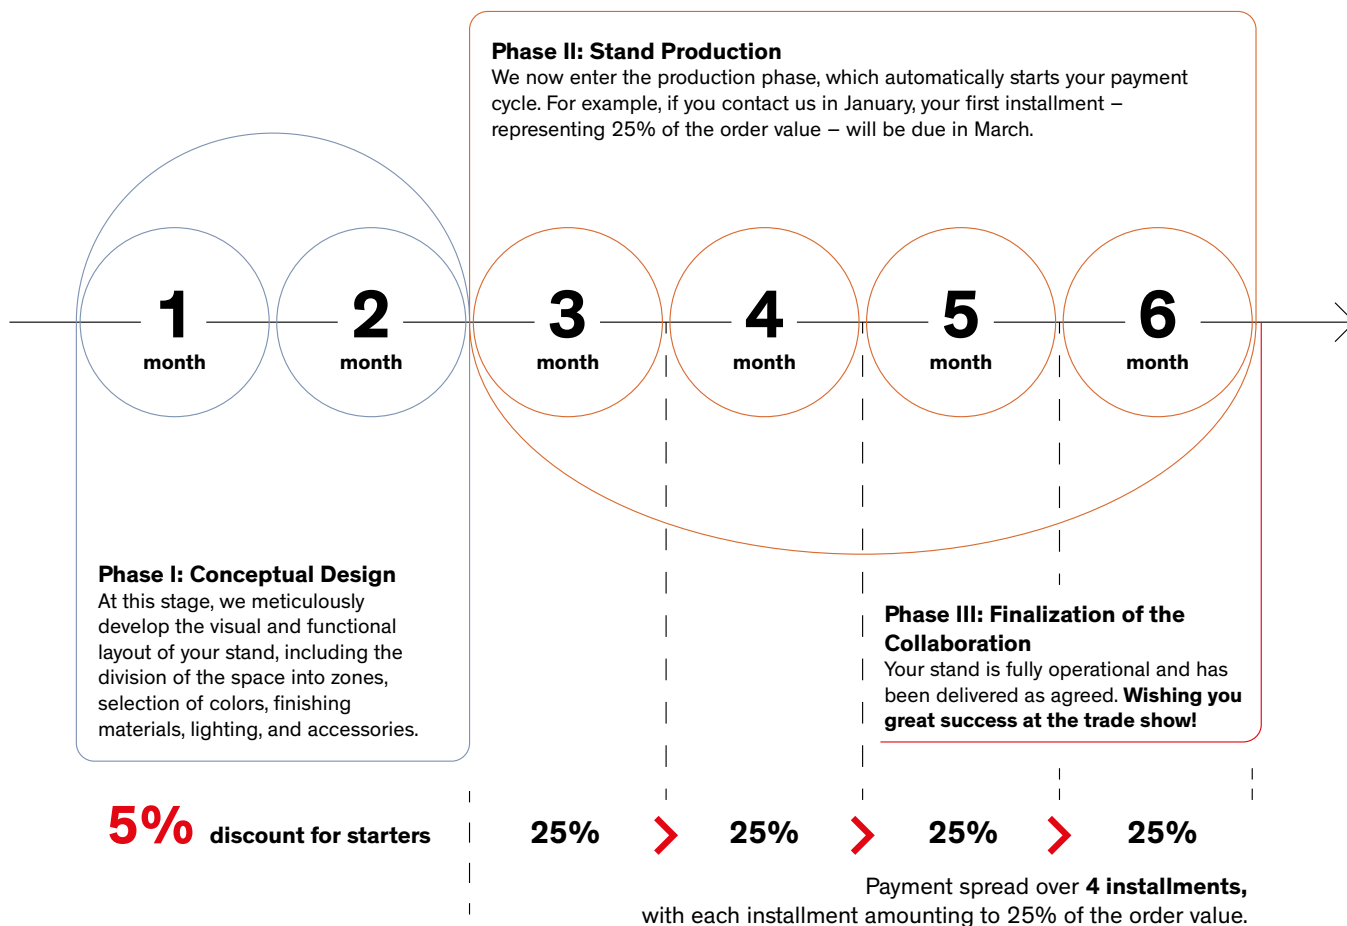 Phase II: Stand Production
We now enter the production phase, which automatically starts your payment
cycle. For example, if you contact us in January, your first installment –
representing 25% of the order value – will be due in March.
1
month
2
month
3
month
4
month
5
month
6
month
Phase I: Conceptual Design
At this stage, we meticulously
develop the visual and functional
layout of your stand, including the
division of the space into zones,
selection of colors, finishing
materials, lighting, and accessories.
Phase III: Finalization of the
Collaboration
Your stand is fully operational and has
been delivered as agreed. Wishing you
great success at the trade show!
5% discount for starters
25%
25%
25%
25%
Payment spread over 4 installments,
with each installment amounting to 25% of the order value.